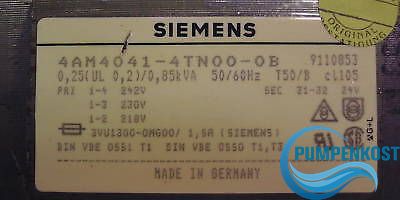 SIEMENS
4AM4041-4TN00-0B 9110853
0,25(UL 0,2)/0,85kVA 50/60Hz T50/B cl105
PRI 1-4 242V SEC 21-32 24V
1-3 230V
1-2 218V
3VU1300-0MG00/ 1,5A (SIEMENS)
DIN VDE 0551 T1 DIN VDE 0550 T1,T3
MADE IN GERMANY
PUMPENKOST